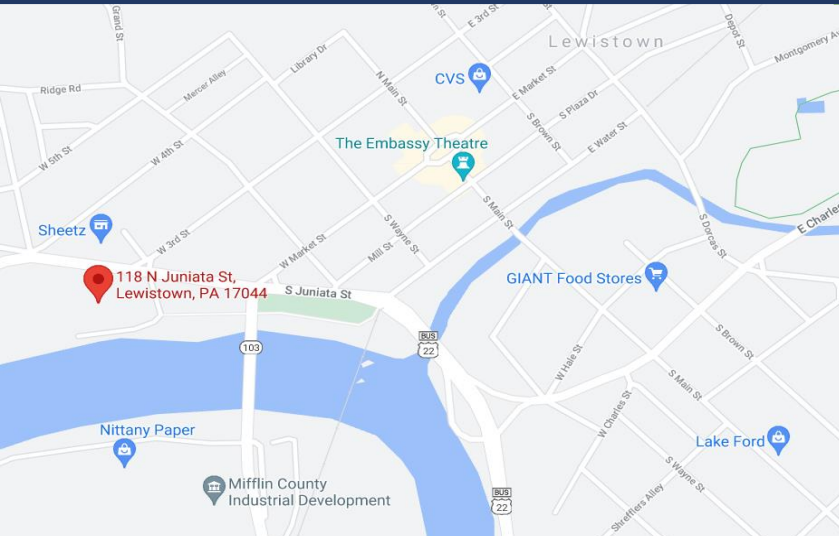 Grand St
E 3rd St
Depot St
Lewistown
Montgomery
Library Dr
Ridge Rd
Mercer Alley
N Main St
CVS
E Market St
S Plaza Dr
S Brown St
E Water St
The Embassy Theatre
W 5th St
W 4th St
S Main St
S Wayne St
S Dorcas St
E Charles
Sheetz
W 3rd St
W Market St
Mill St
118 N Juniata St,
Lewistown, PA 17044
S Juniata St
GIANT Food Stores
BUS
22
103
W Hale St
S Brown St
S Main St
W Charles St
Nittany Paper
Lake Ford
S Wayne St
Mifflin County
Industrial Development
BUS
22
Shrefflers Alley